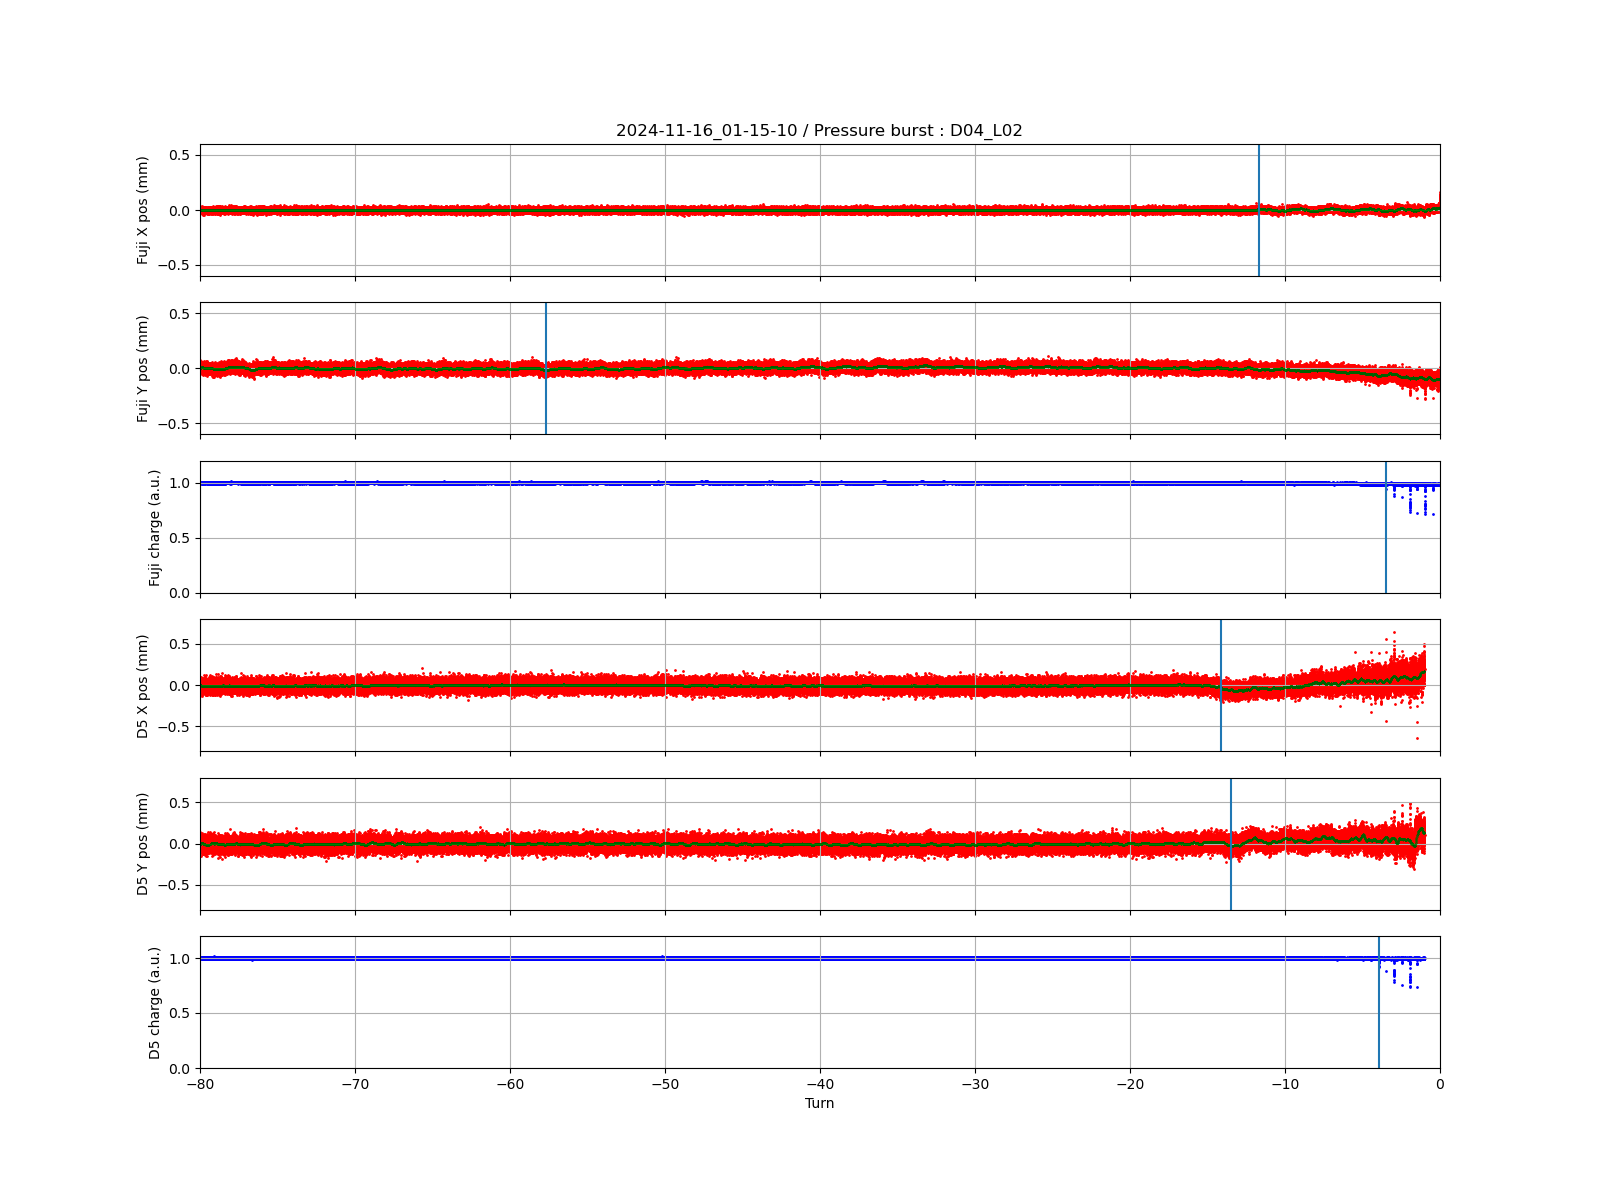 2024-11-16_01-15-10 / Pressure burst : D04_L02
Fuji X pos (mm)
0.5
0.0
−0.5
Fuji Y pos (mm)
0.5
0.0
−0.5
Fuji charge (a.u.)
1.0
0.5
0.0
D5 X pos (mm)
0.5
0.0
−0.5
D5 Y pos (mm)
0.5
0.0
−0.5
D5 charge (a.u.)
1.0
0.5
0.0
−80 −70 −60 −50 −40 −30 −20 −10 0
Turn